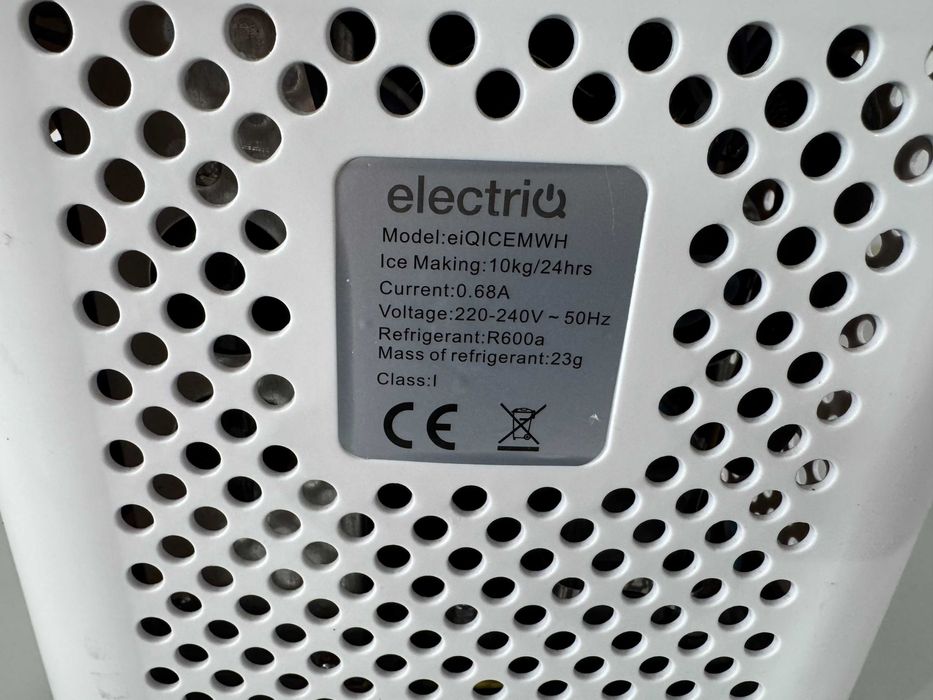 electriQ
Model:eiQICEMWH
Ice Making:10kg/24hrs
Current:0.68A
Voltage:220-240V ~ 50Hz
Refrigerant:R600a
Mass of refrigerant:23g
Class:I
CE